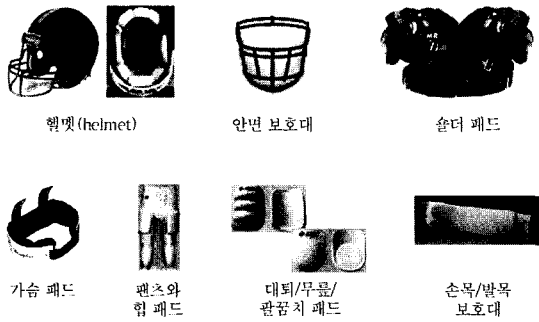 헬멧(helmet)
안면 보호대
숄더 패드
가슴 패드
팬츠와
힙 패드
대퇴/무릎/
팔꿈치 패드
손목/발목
보호대